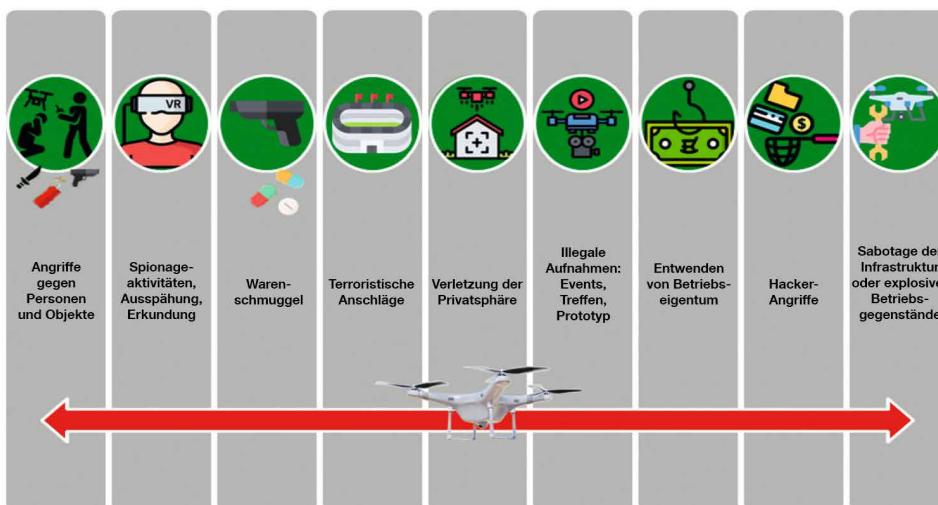 VR
Angriffe
gegen
Personen
und Objekte
Spionage-
aktivitäten,
Ausspähung,
Erkundung
Waren-
schmuggel
Terroristische
Anschläge
Verletzung der
Privatsphäre
Illegale
Aufnahmen:
Events,
Treffen,
Prototyp
Entwenden
von Betriebs-
eigentum
Hacker-
Angriffe
Sabotage de
Infrastruktur
oder explosive
Betriebs-
gegenstände